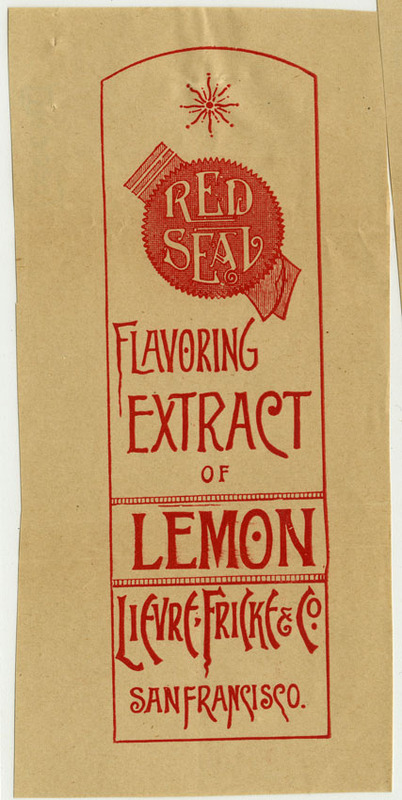 RED
SEAL
FLAVORING
EXTRACT
OF
LEMON
LIEVRE, FRICKE & CO.
SAN FRANCISCO.